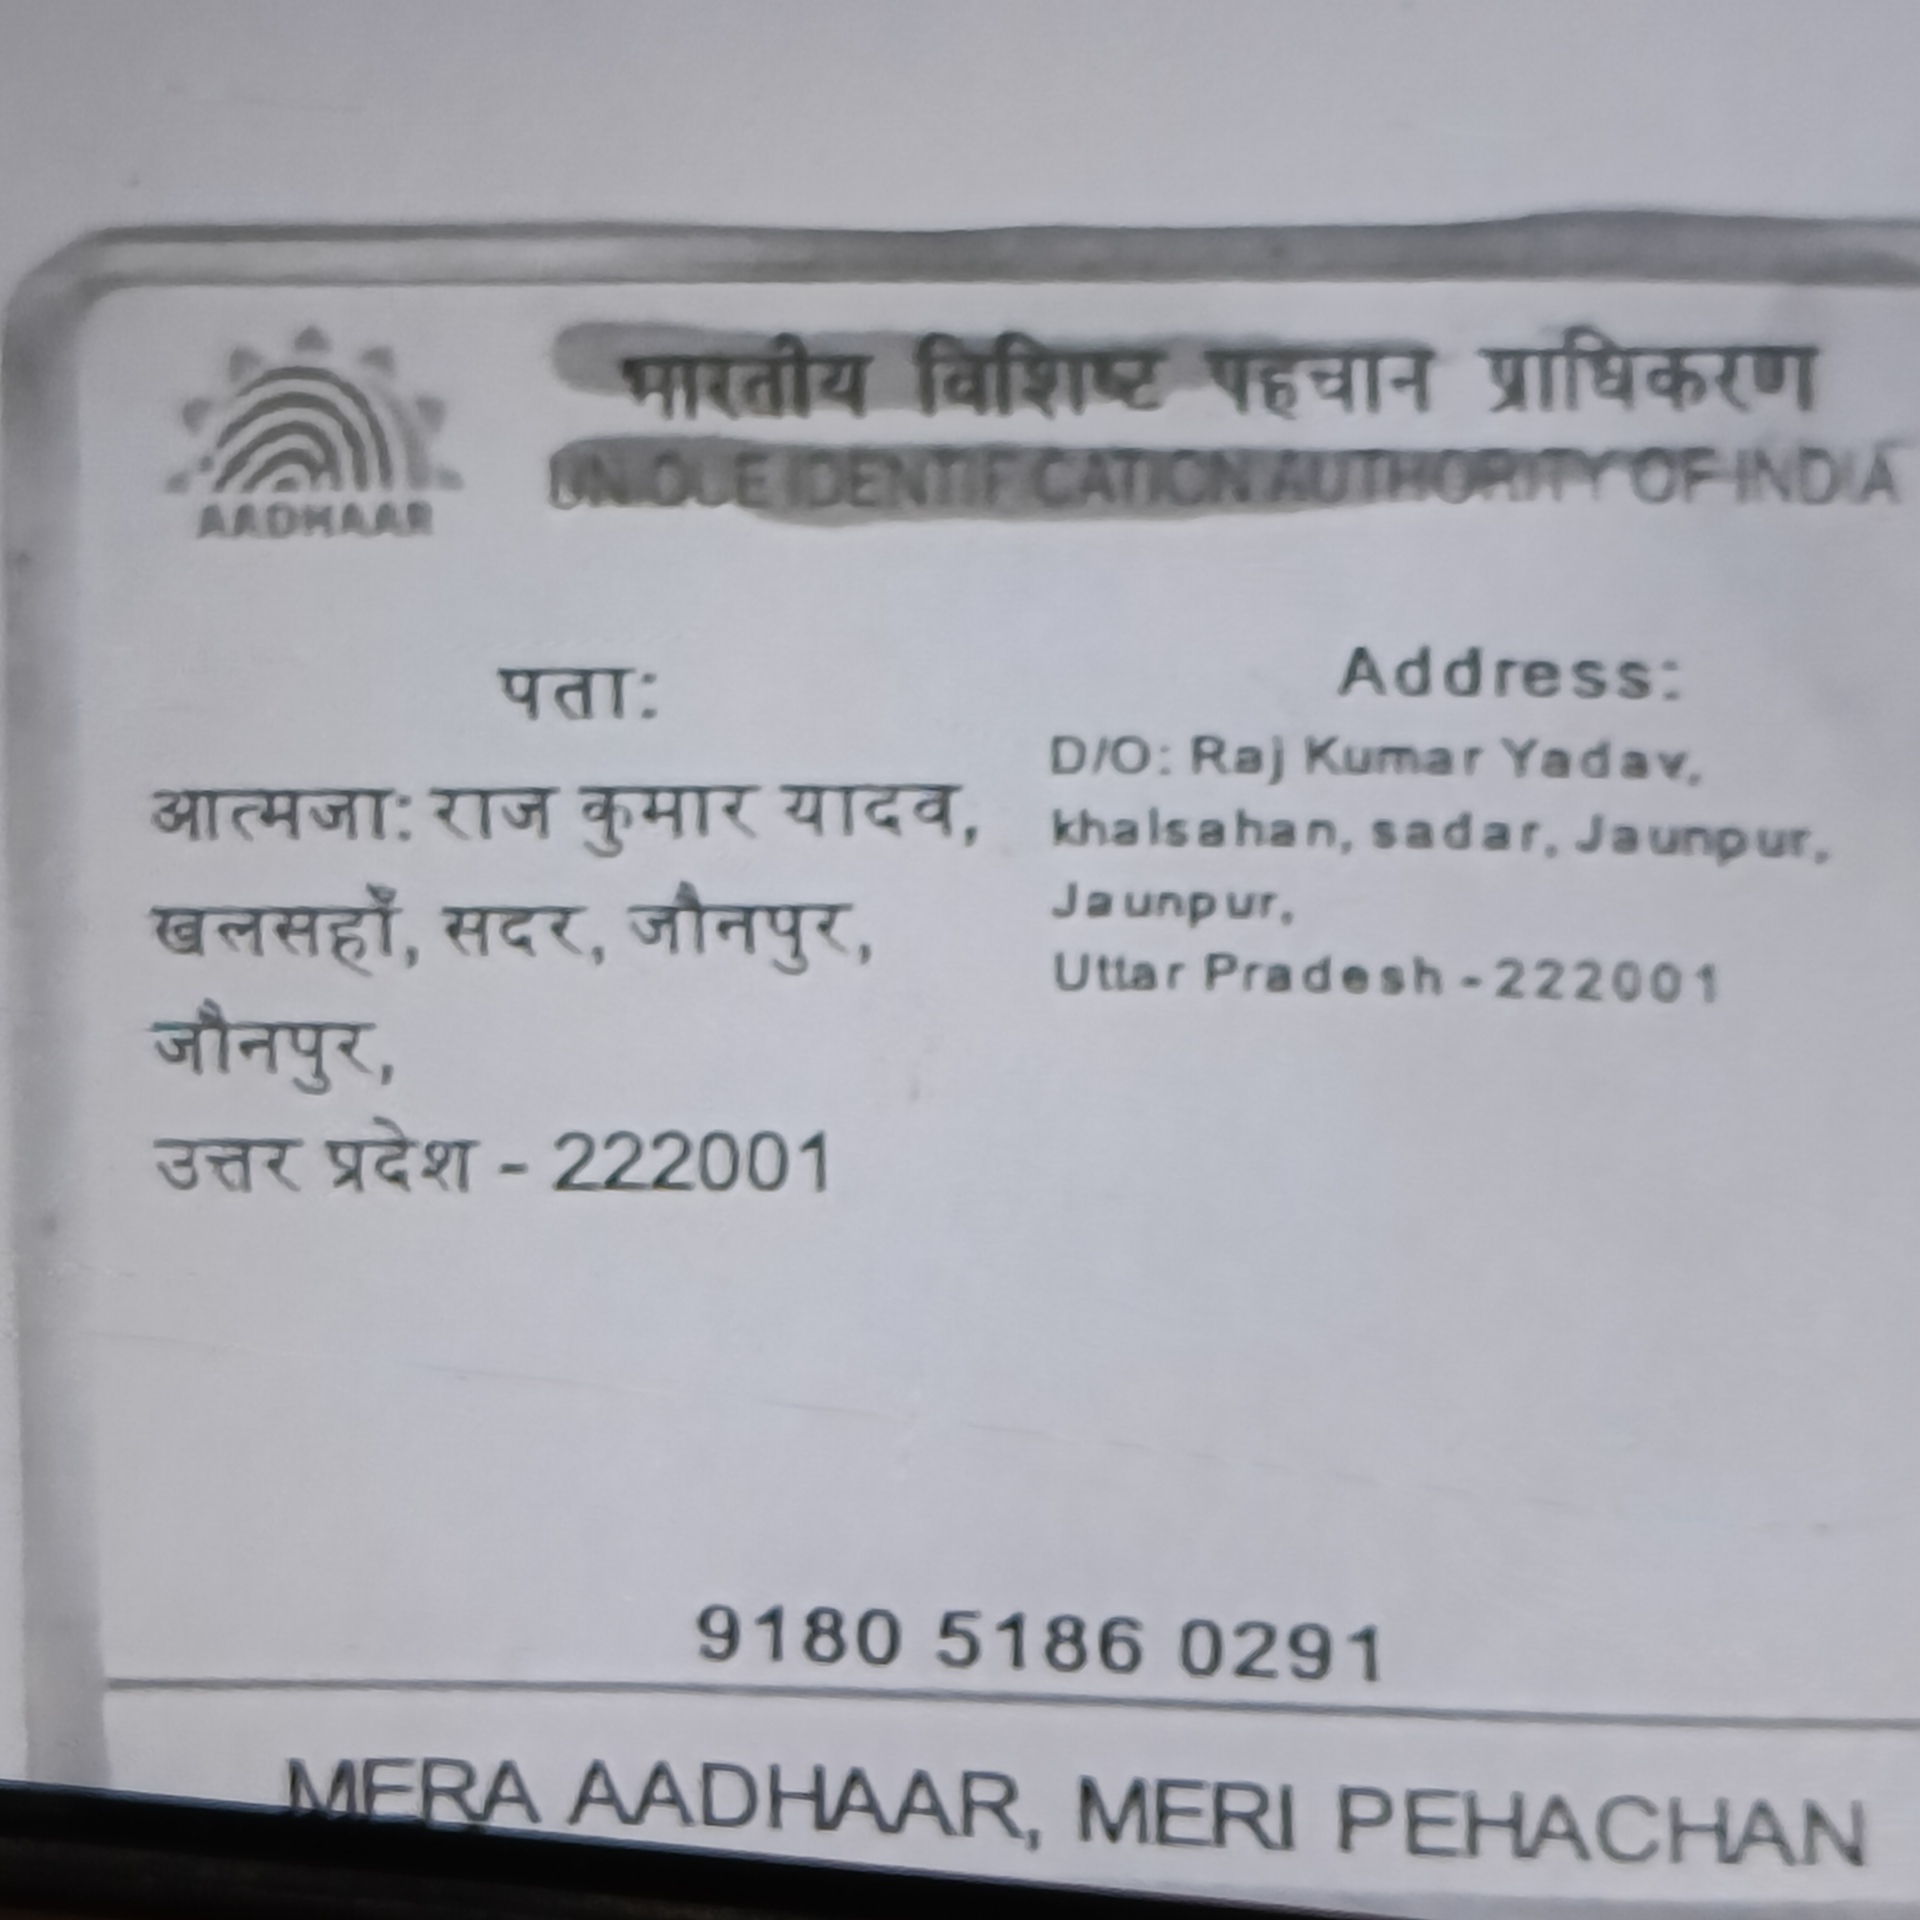 AADHAAR
भारतीय विशिष्ट पहचान प्राधिकरण
UNIQUE IDENTIFICATION AUTHORITY OF INDIA
पता:
आत्मजा: राज कुमार यादव,
खलसहाँ, सदर, जौनपुर,
जौनपुर,
उत्तर प्रदेश - 222001
Address:
D/O: Raj Kumar Yadav,
khalsahan, sadar, Jaunpur,
Jaunpur,
Uttar Pradesh - 222001
9180 5186 0291
MERA AADHAAR, MERI PEHACHAN